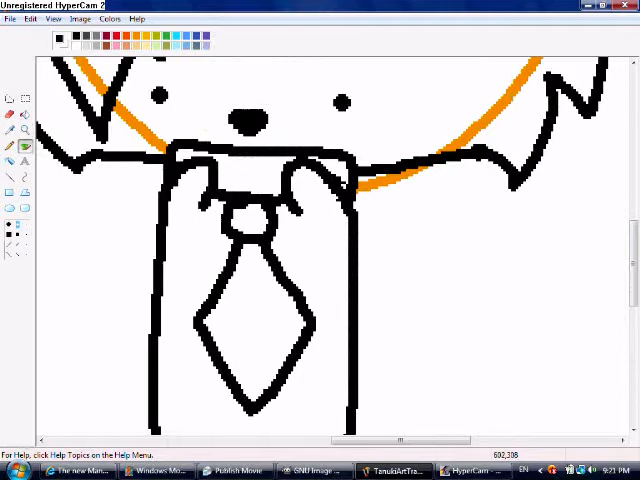 Unregistered HyperCam 2
File Edit View Image Colors Help
For Help, click Help Topics on the Help Menu.
602,308
The new Man... Windows Mo... Publish Movie GNU Image ... TanukiArtTra... HyperCam - ... EN 9:21 PM